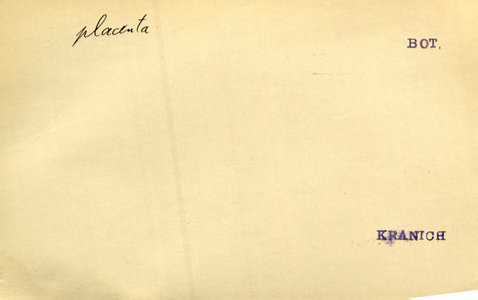 placenta
BOT.
KRANICH